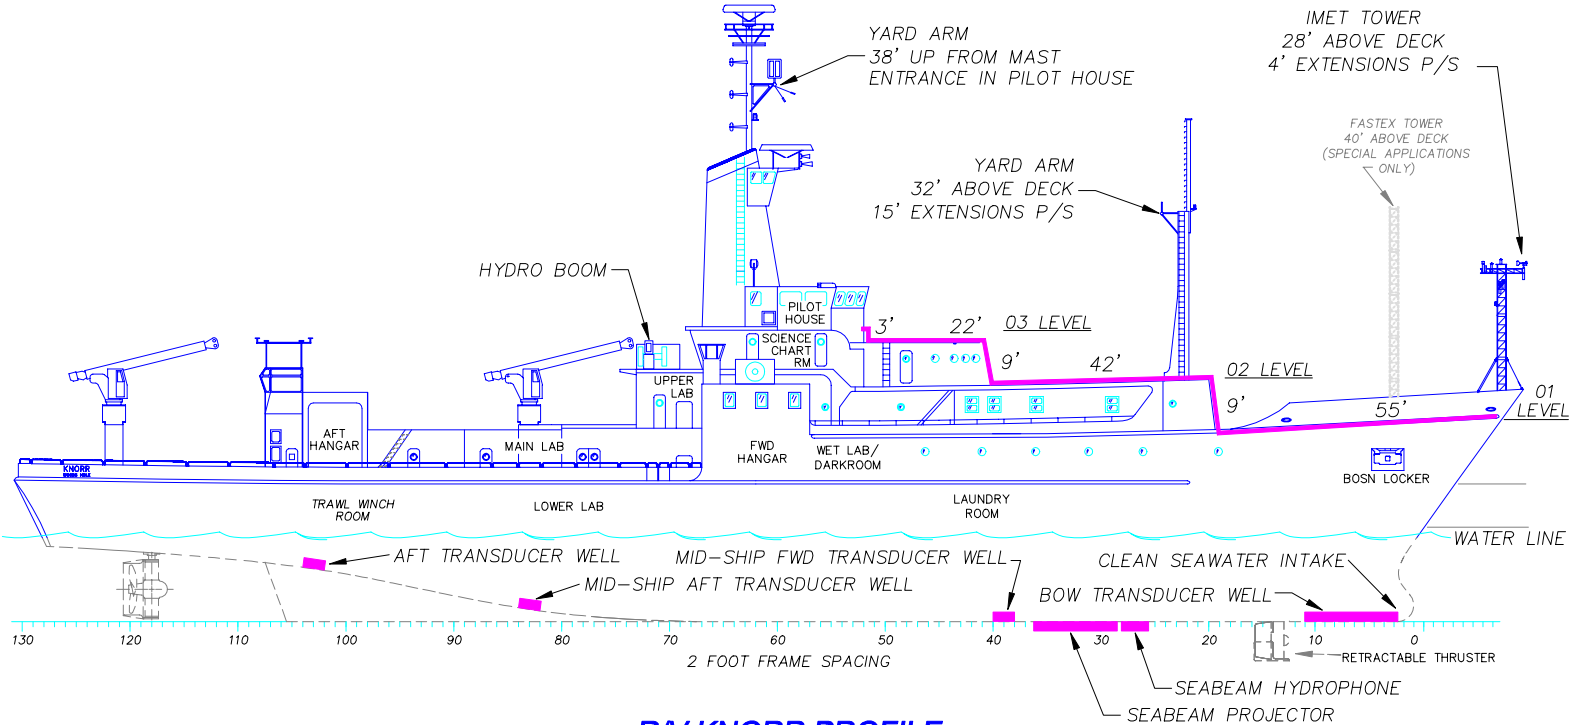 YARD ARM
38' UP FROM MAST
ENTRANCE IN PILOT HOUSE
IMET TOWER
28' ABOVE DECK
4' EXTENSIONS P/S
FASTEX TOWER
40' ABOVE DECK
(SPECIAL APPLICATIONS
ONLY)
YARD ARM
32' ABOVE DECK
15' EXTENSIONS P/S
HYDRO BOOM
PILOT
HOUSE
3'
22'
03 LEVEL
SCIENCE
CHART
RM
9'
42'
02 LEVEL
UPPER
LAB
9'
55'
01
LEVEL
AFT
HANGAR
MAIN LAB
FWD
HANGAR
WET LAB/
DARKROOM
KNORR
BOSN LOCKER
TRAWL WINCH
ROOM
LOWER LAB
LAUNDRY
ROOM
WATER LINE
AFT TRANSDUCER WELL
MID-SHIP FWD TRANSDUCER WELL
CLEAN SEAWATER INTAKE
MID-SHIP AFT TRANSDUCER WELL
BOW TRANSDUCER WELL
130 120 110 100 90 80 70 60 50 40 30 20 10 0
2 FOOT FRAME SPACING
RETRACTABLE THRUSTER
SEABEAM HYDROPHONE
SEABEAM PROJECTOR
R/V KNORR PROFILE